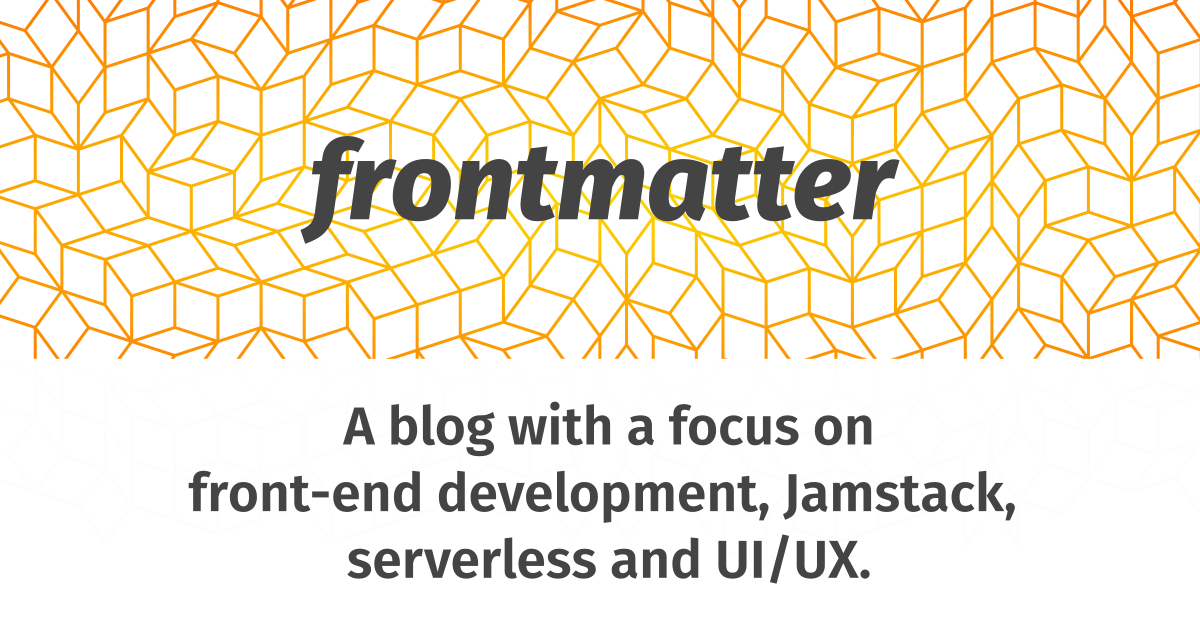 frontmatter
A blog with a focus on
front-end development, Jamstack,
serverless and UI/UX.